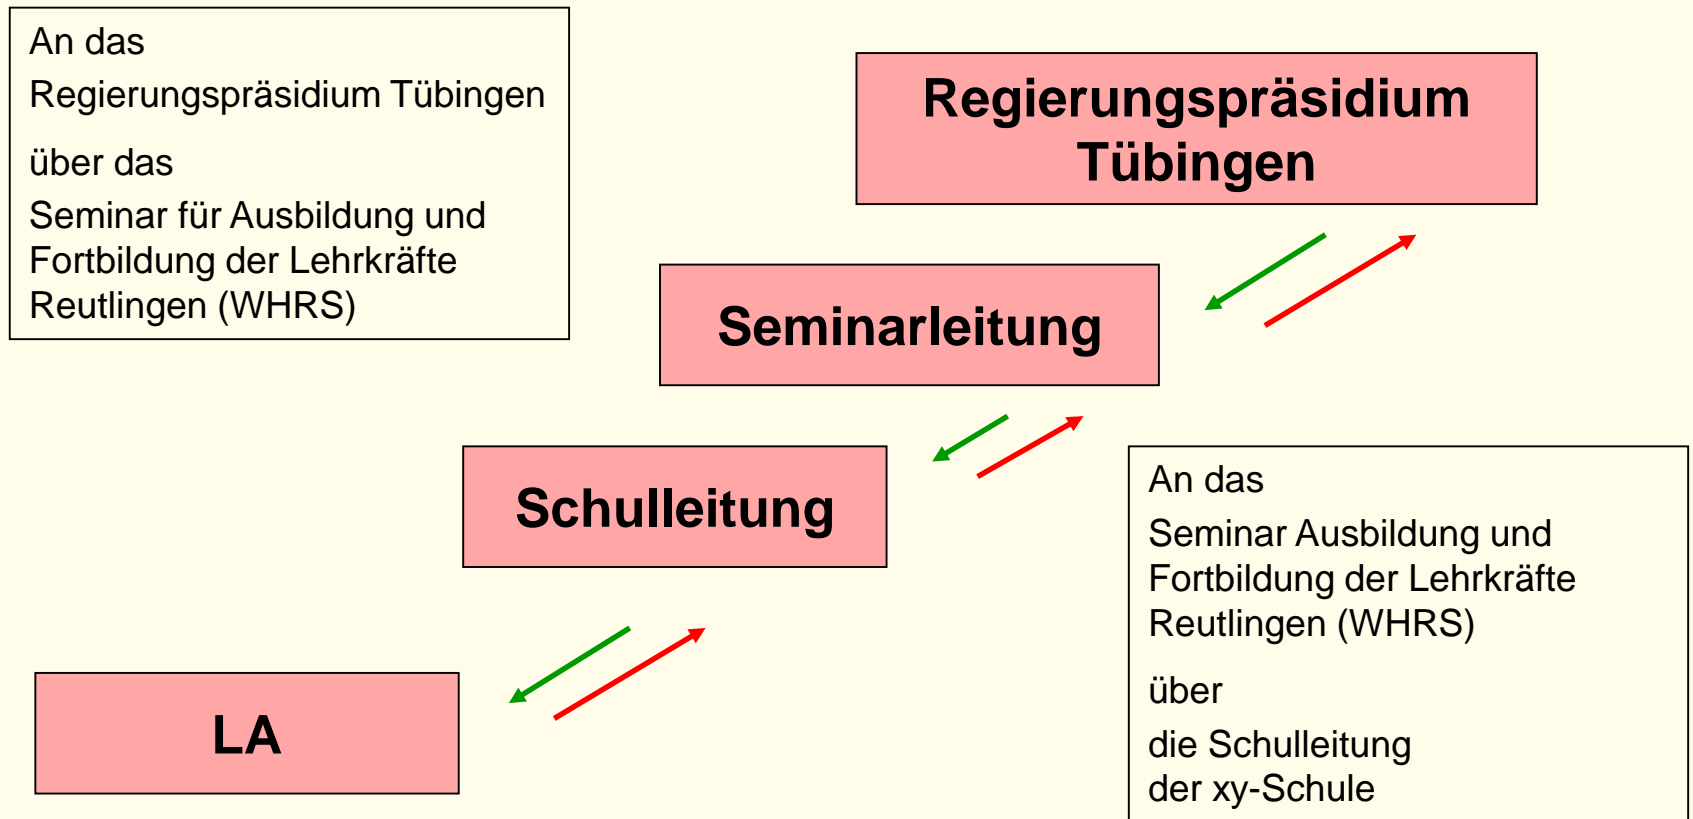 An das
Regierungspräsidium Tübingen
über das
Seminar für Ausbildung und
Fortbildung der Lehrkräfte
Reutlingen (WHRS)
Regierungspräsidium
Tübingen
Seminarleitung
Schulleitung
LA
An das
Seminar Ausbildung und
Fortbildung der Lehrkräfte
Reutlingen (WHRS)
über
die Schulleitung
der xy-Schule